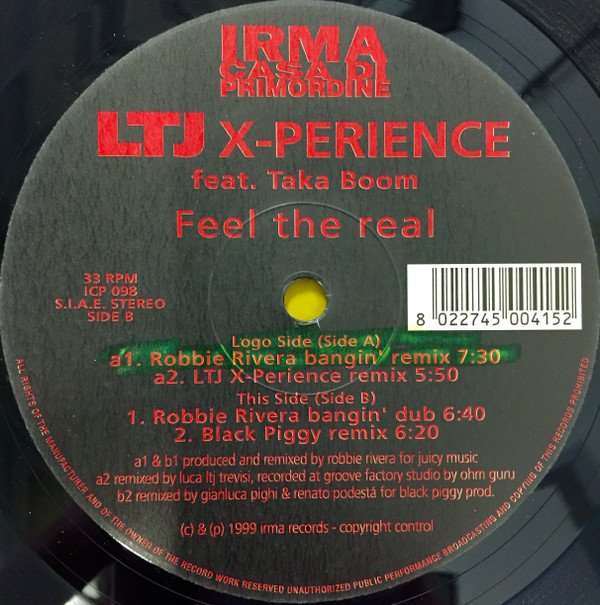 IRMA
CASA DI
PRIMORDINE
LTJ X-PERIENCE
feat. Taka Boom
Feel the real
33 RPM
ICP 098
S.I.A.E. STEREO
SIDE B
8 022745 004152
Logo Side (Side A)
a1. Robbie Rivera bangin' remix 7:30
a2. LTJ X-Perience remix 5:50
This Side (Side B)
1. Robbie Rivera bangin' dub 6:40
2. Black Piggy remix 6:20
a1 & b1 produced and remixed by robbie rivera for juicy music
a2 remixed by luca ltj trevisi, recorded at groove factory studio by ohm guru
b2 remixed by gianluca pighi & renato podestá for black piggy prod.
(c) & (p) 1999 irma records - copyright control
ALL RIGHTS OF THE MANUFACTURER AND OF THE OWNER OF THE RECORD WORK RESERVED UNAUTHORIZED PUBLIC PERFORMANCE BROADCASTING AND COPYING OF THIS RECORDS PROHIBITED